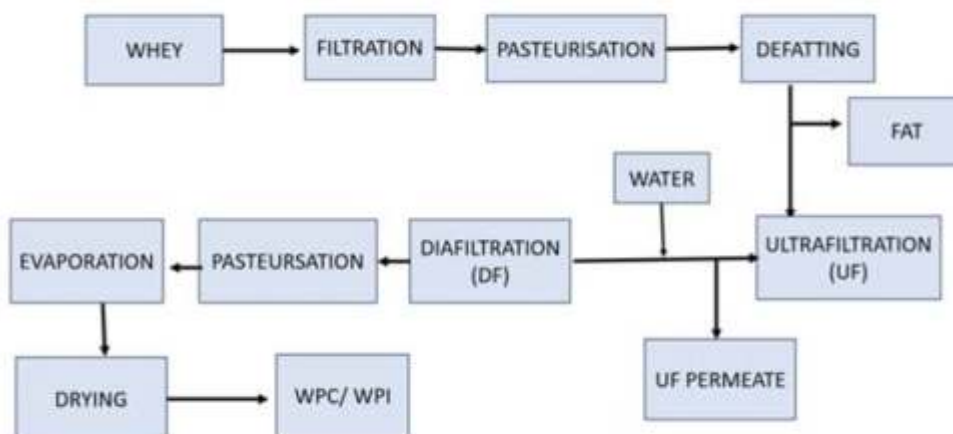 WHEY
FILTRATION
PASTEURISATION
DEFATTING
FAT
WATER
ULTRAFILTRATION
(UF)
DIAFILTRATION
(DF)
PASTEURSATION
EVAPORATION
UF PERMEATE
DRYING
WPC/ WPI